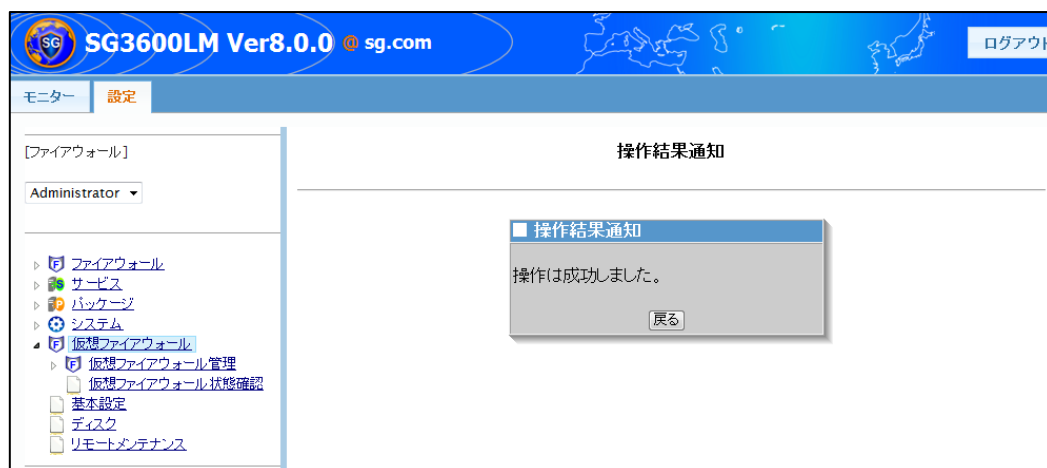 SG SG3600LM Ver8.0.0 @ sg.com
ログアウト
モニター 設定
[ファイアウォール]
Administrator
ファイアウォール
サービス
パッケージ
システム
仮想ファイアウォール
仮想ファイアウォール管理
仮想ファイアウォール状態確認
基本設定
ディスク
リモートメンテナンス
操作結果通知
操作結果通知
操作は成功しました。
戻る